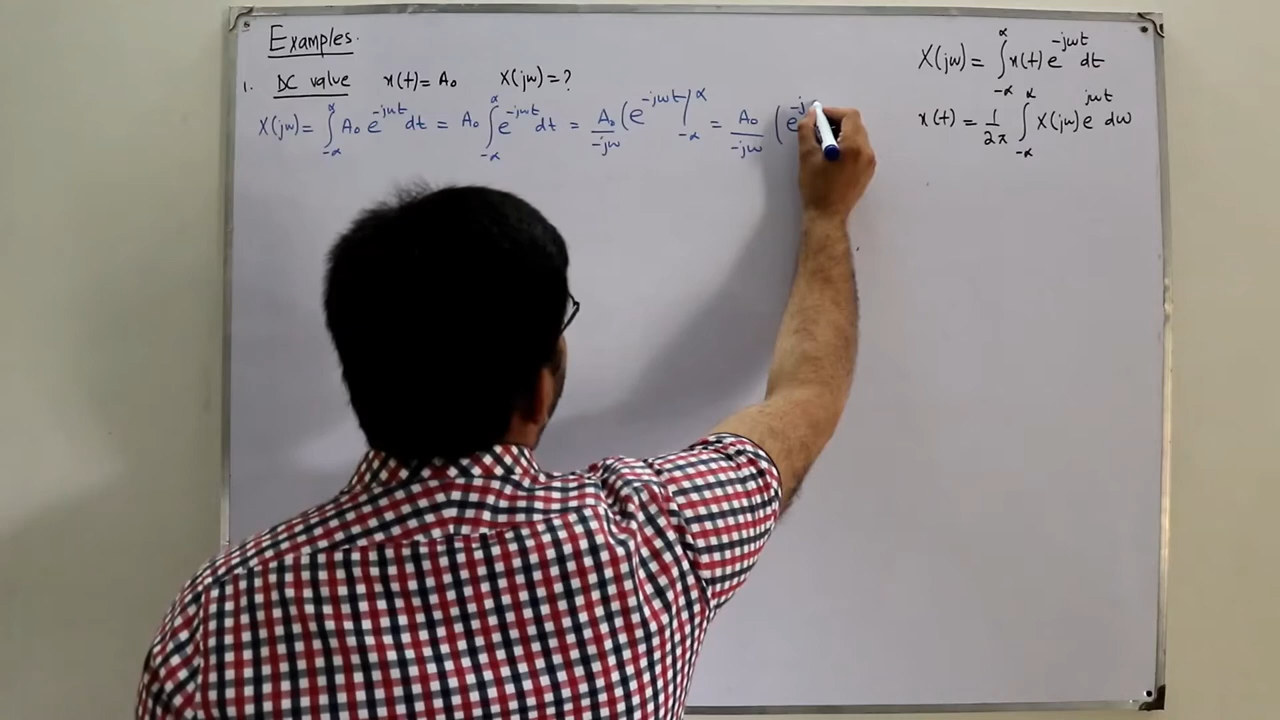 Examples.
1. DC value x(t) = A₀ X(jω) = ?
X(jω) = ∫_{-∞}^{∞} A₀ e^{-jωt} dt = A₀ ∫_{-∞}^{∞} e^{-jωt} dt = A₀/-jω (e^{-jωt} |_{-∞}^{∞} = A₀/-jω (e^{-j
X(jω) = ∫_{-∞}^{∞} x(t) e^{-jωt} dt
x(t) = 1/2π ∫_{-∞}^{∞} X(jω) e^{jωt} dω